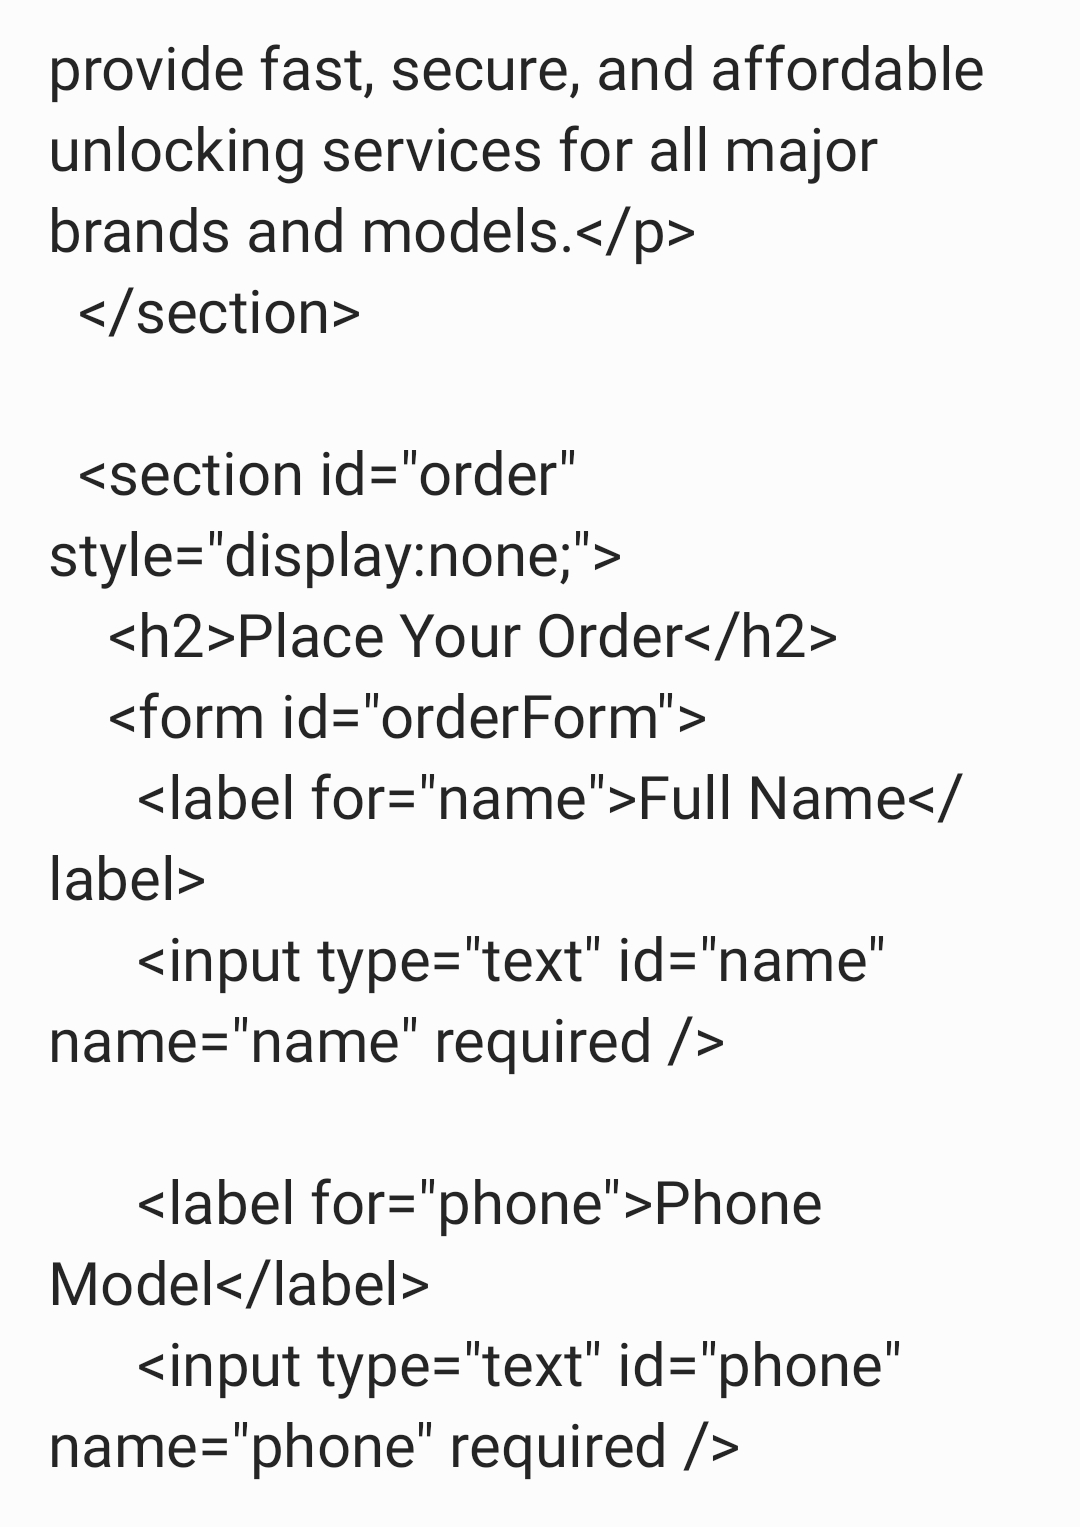 provide fast, secure, and affordable
unlocking services for all major
brands and models.</p>
  </section>

  <section id="order"
style="display:none;">
    <h2>Place Your Order</h2>
    <form id="orderForm">
      <label for="name">Full Name</
label>
      <input type="text" id="name"
name="name" required />

      <label for="phone">Phone
Model</label>
      <input type="text" id="phone"
name="phone" required />